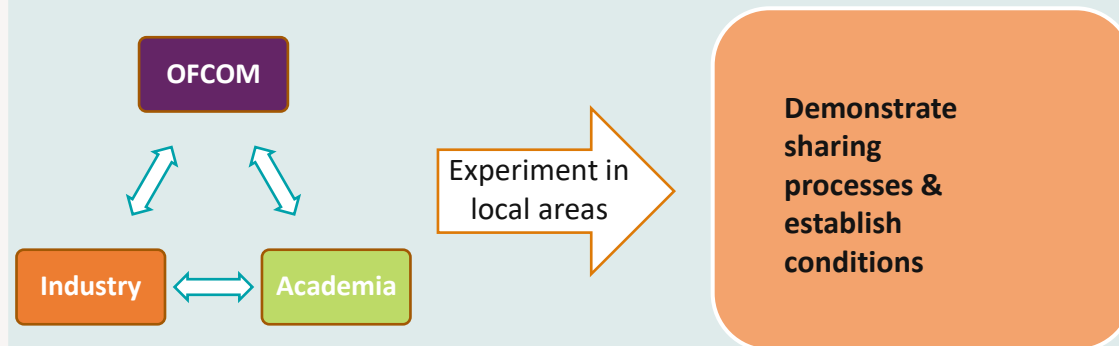 OFCOM
Industry
Academia
Experiment in
local areas
Demonstrate
sharing
processes &
establish
conditions